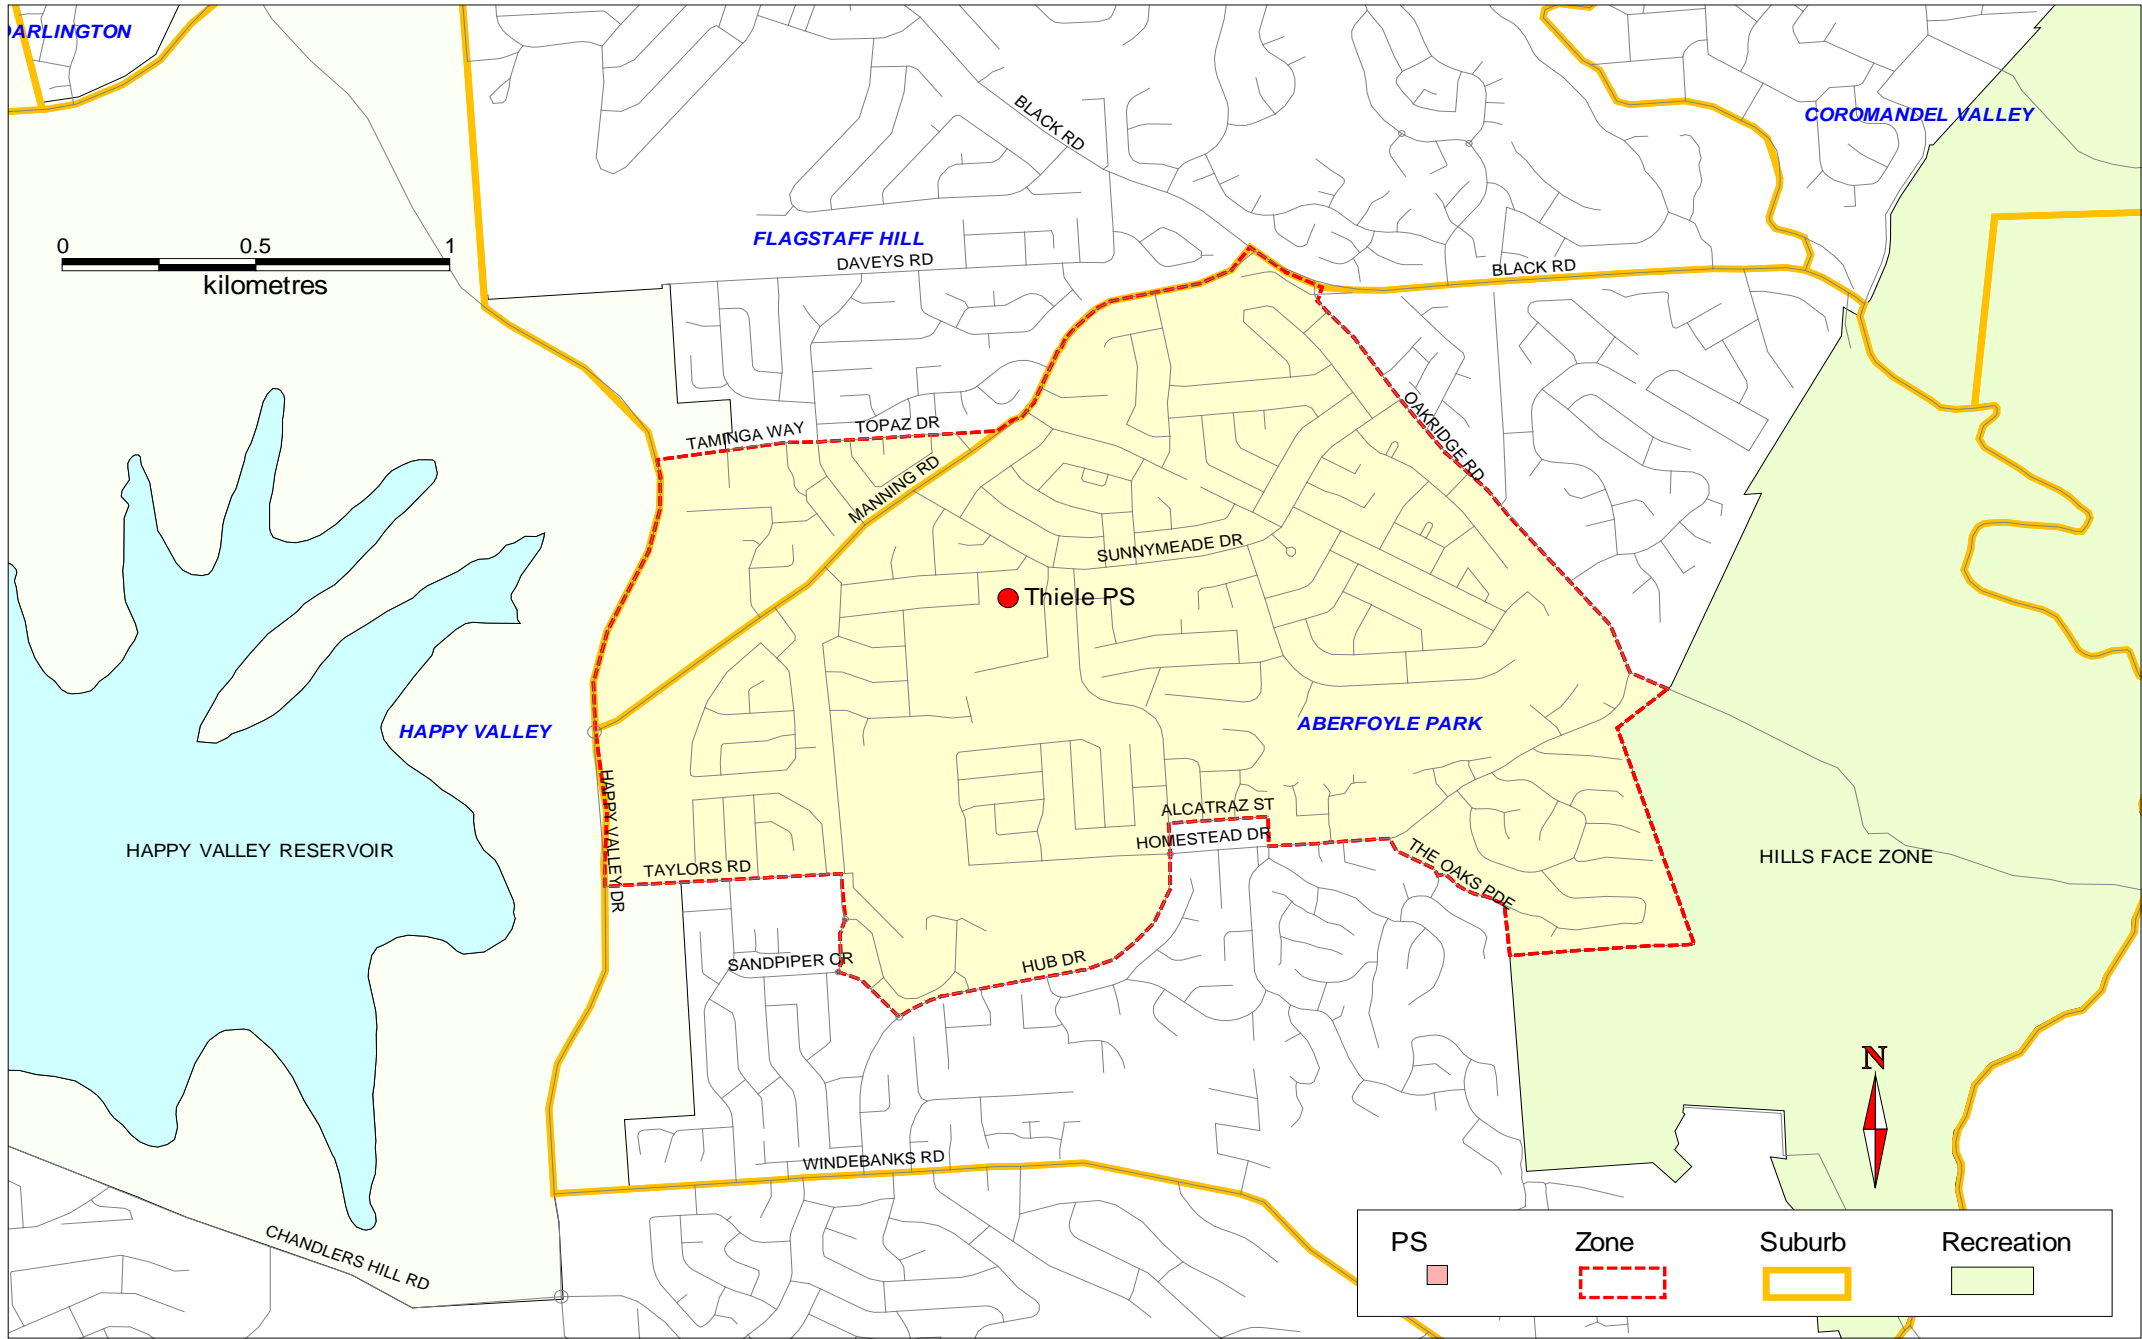 DARLINGTON
BLACK RD
COROMANDEL VALLEY
0 0.5 1
kilometres
FLAGSTAFF HILL
DAVEYS RD
BLACK RD
TAMINGA WAY
TOPAZ DR
OAKRIDGE RD
MANNING RD
SUNNYMEADE DR
Thiele PS
HAPPY VALLEY
ABERFOYLE PARK
HAPPY VALLEY DR
ALCATRAZ ST
HOMESTEAD DR
HAPPY VALLEY RESERVOIR
TAYLORS RD
THE OAKS PDE
HILLS FACE ZONE
SANDPIPER CR
HUB DR
N
WINDEBANKS RD
CHANDLERS HILL RD
PS Zone Suburb Recreation